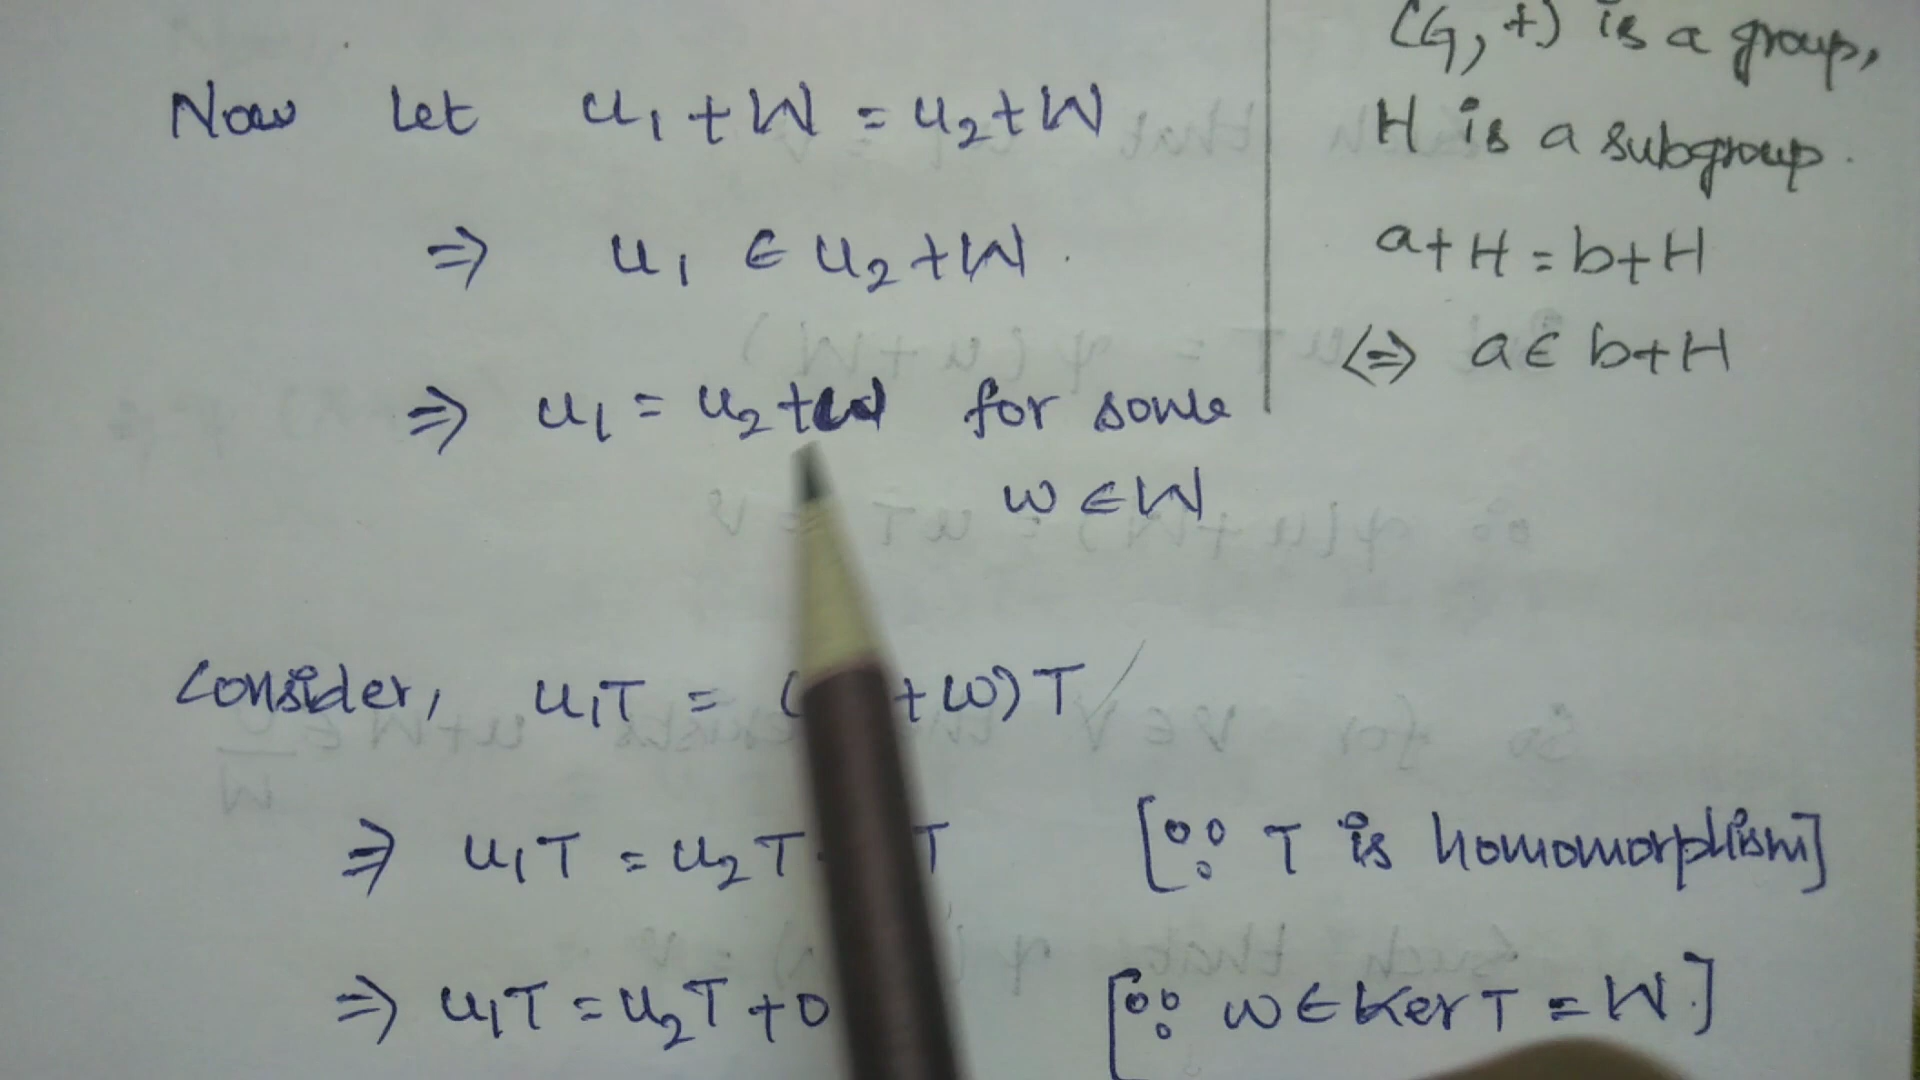 Now let u₁+W = u₂+W
⇒ u₁ ∈ u₂+W.
⇒ u₁ = u₂+w for some
w ∈ W
(G, +) is a group,
H is a subgroup.
a+H = b+H
⇔ a ∈ b+H
Consider, u₁T = ( +w)T
⇒ u₁T = u₂T T [∵ T is homomorphism]
⇒ u₁T = u₂T + 0 [∵ w ∈ Ker T = W.]